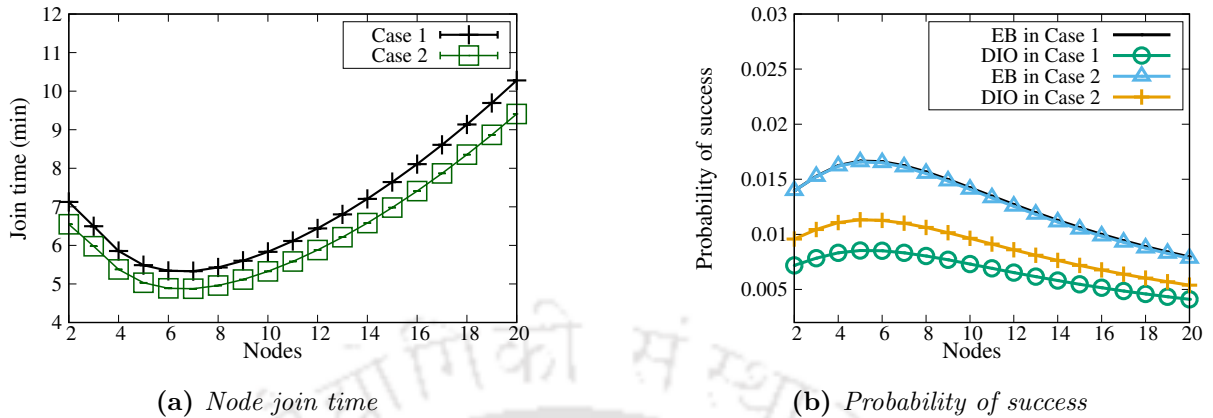 12
11
10
9
8
7
6
5
4
2 4 6 8 10 12 14 16 18 20
Join time (min)
Nodes
Case 1
Case 2
(a) Node join time
0.03
0.025
0.02
0.015
0.01
0.005
2 4 6 8 10 12 14 16 18 20
Probability of success
Nodes
EB in Case 1
DIO in Case 1
EB in Case 2
DIO in Case 2
(b) Probability of success